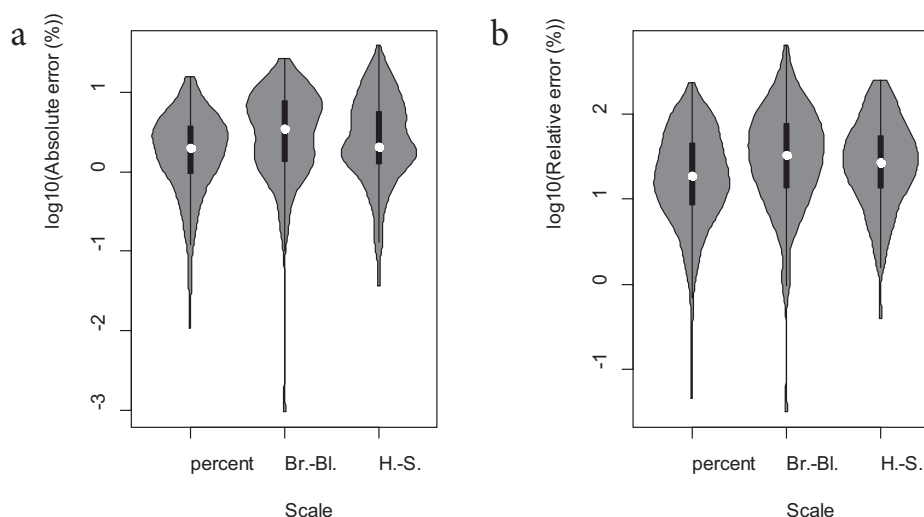 a
log10(Absolute error (%))
1
0
-1
-2
-3
percent Br.-Bl. H.-S.
Scale
b
log10(Relative error (%))
2
1
0
-1
percent Br.-Bl. H.-S.
Scale